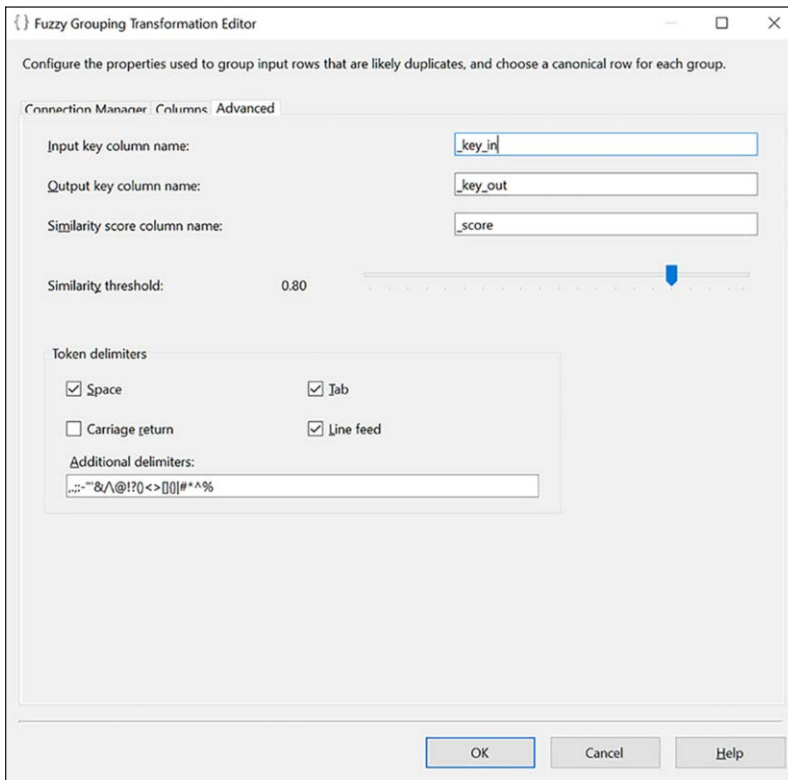 { } Fuzzy Grouping Transformation Editor
Configure the properties used to group input rows that are likely duplicates, and choose a canonical row for each group.
Connection Manager Columns Advanced
Input key column name: _key_in
Output key column name: _key_out
Similarity score column name: _score
Similarity threshold: 0.80
Token delimiters
Space Tab
Carriage return Line feed
Additional delimiters:
,.;:-"'&/\@!?()<>[]{}|#*^%
OK Cancel Help